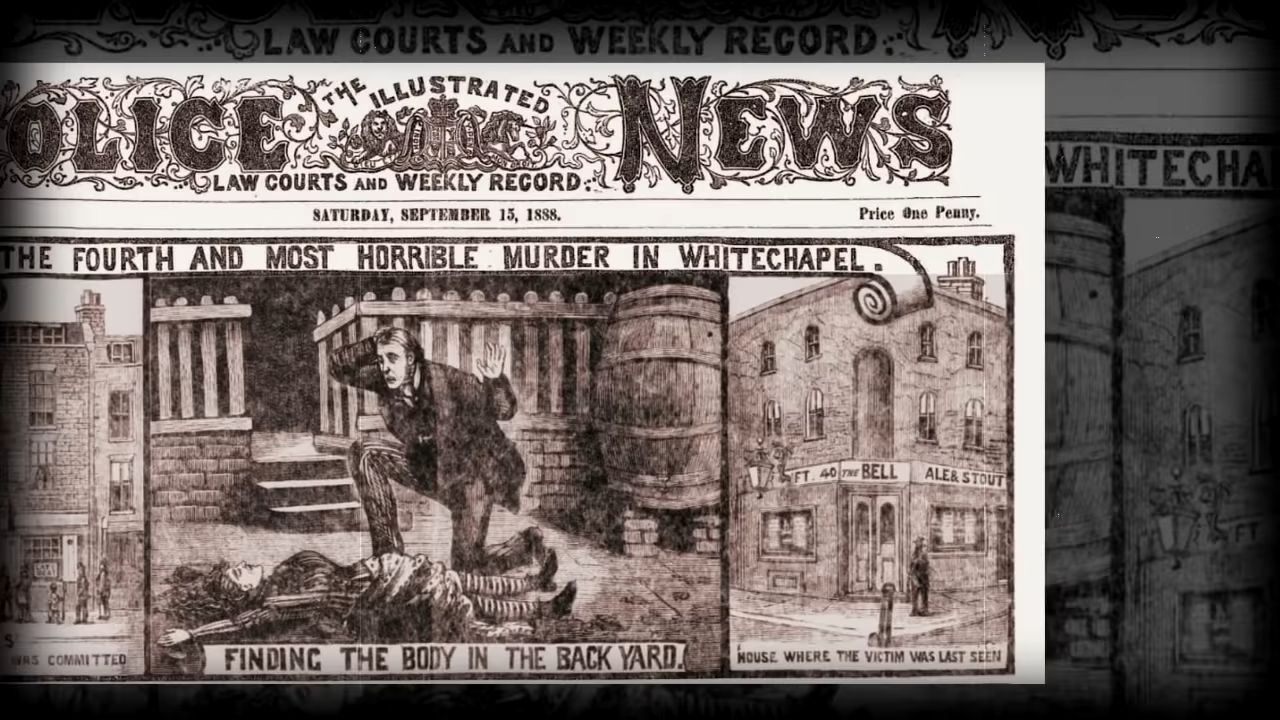 LAW COURTS AND WEEKLY RECORD
OLICE THE ILLUSTRATED NEWS
LAW COURTS AND WEEKLY RECORD
SATURDAY, SEPTEMBER 15, 1888.
Price One Penny.
WHITECHA
THE FOURTH AND MOST HORRIBLE MURDER IN WHITECHAPEL.
FT. 40 THE BELL ALE & STOUT
WAS COMMITTED
FINDING THE BODY IN THE BACK YARD.
HOUSE WHERE THE VICTIM WAS LAST SEEN